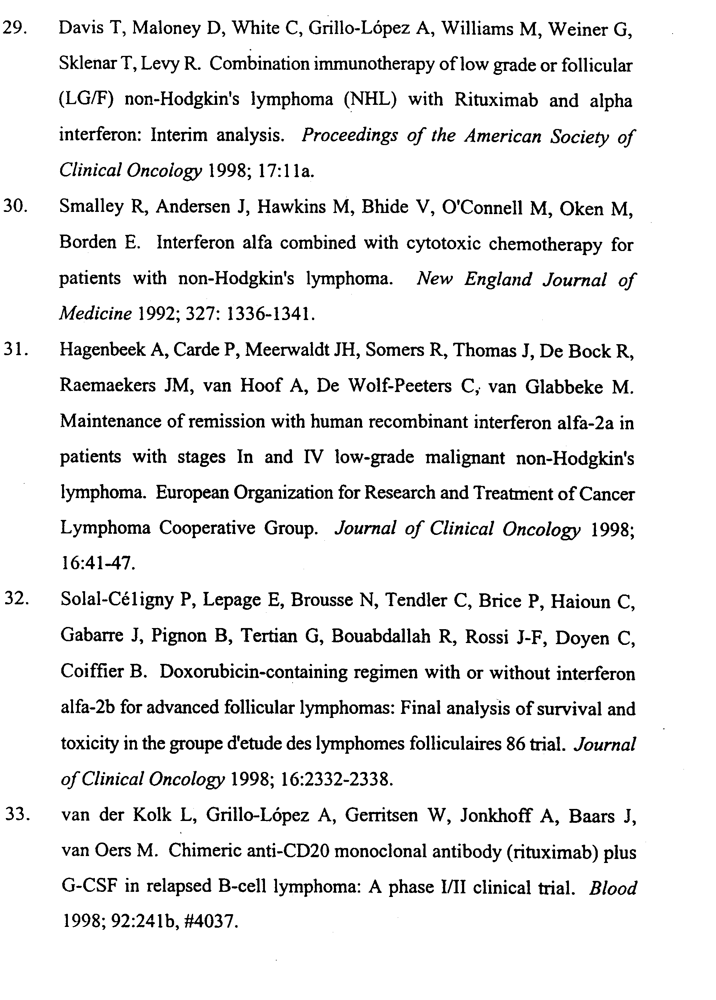 29. Davis T, Maloney D, White C, Grillo-López A, Williams M, Weiner G,
Sklenar T, Levy R. Combination immunotherapy of low grade or follicular
(LG/F) non-Hodgkin's lymphoma (NHL) with Rituximab and alpha
interferon: Interim analysis. Proceedings of the American Society of
Clinical Oncology 1998; 17:11a.
30. Smalley R, Andersen J, Hawkins M, Bhide V, O'Connell M, Oken M,
Borden E. Interferon alfa combined with cytotoxic chemotherapy for
patients with non-Hodgkin's lymphoma. New England Journal of
Medicine 1992; 327: 1336-1341.
31. Hagenbeek A, Carde P, Meerwaldt JH, Somers R, Thomas J, De Bock R,
Raemaekers JM, van Hoof A, De Wolf-Peeters C, van Glabbeke M.
Maintenance of remission with human recombinant interferon alfa-2a in
patients with stages In and IV low-grade malignant non-Hodgkin's
lymphoma. European Organization for Research and Treatment of Cancer
Lymphoma Cooperative Group. Journal of Clinical Oncology 1998;
16:41-47.
32. Solal-Céligny P, Lepage E, Brousse N, Tendler C, Brice P, Haioun C,
Gabarre J, Pignon B, Tertian G, Bouabdallah R, Rossi J-F, Doyen C,
Coiffier B. Doxorubicin-containing regimen with or without interferon
alfa-2b for advanced follicular lymphomas: Final analysis of survival and
toxicity in the groupe d'etude des lymphomes folliculaires 86 trial. Journal
of Clinical Oncology 1998; 16:2332-2338.
33. van der Kolk L, Grillo-López A, Gerritsen W, Jonkhoff A, Baars J,
van Oers M. Chimeric anti-CD20 monoclonal antibody (rituximab) plus
G-CSF in relapsed B-cell lymphoma: A phase I/II clinical trial. Blood
1998; 92:241b, #4037.